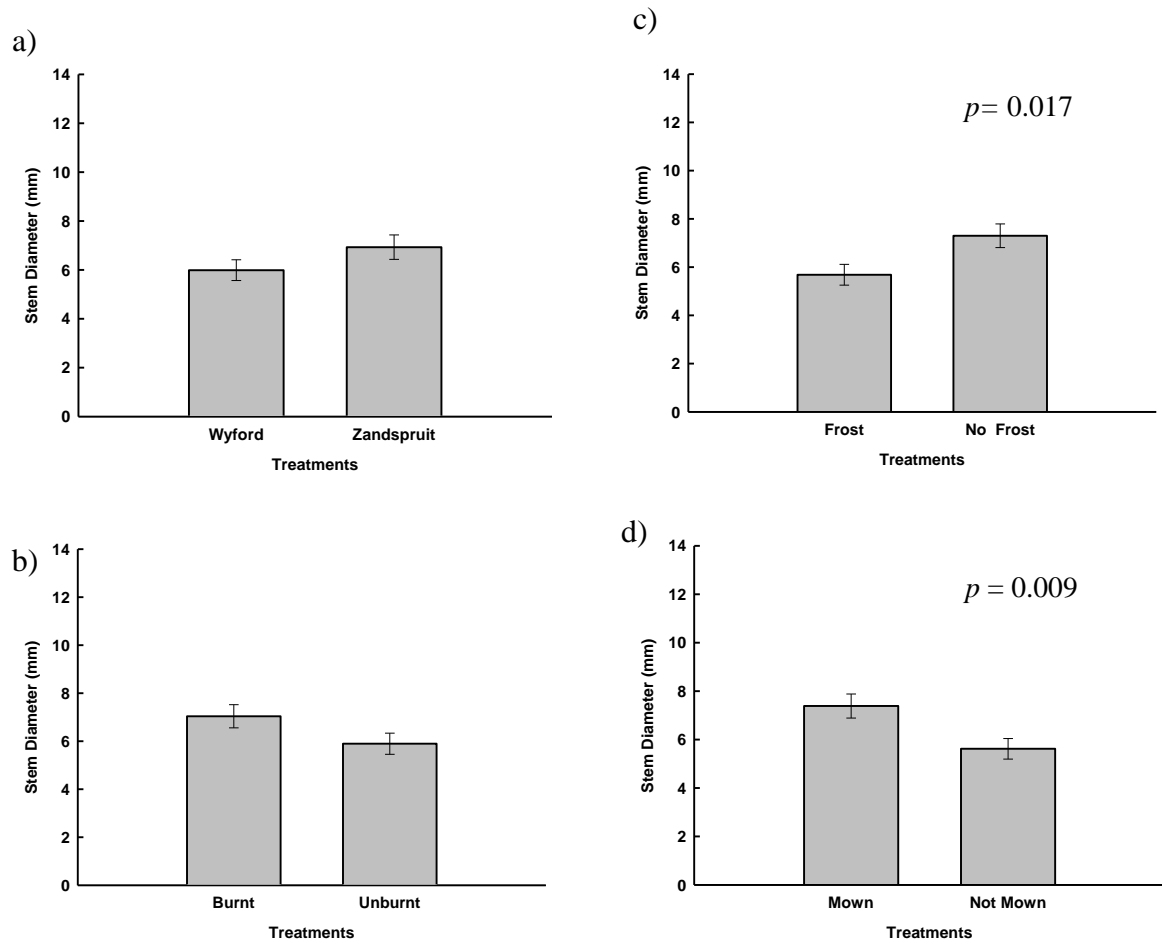 a)
14
12
10
8
6
4
2
0
Stem Diameter (mm)
Wyford Zandspruit
Treatments
c)
p= 0.017
14
12
10
8
6
4
2
0
Stem Diameter (mm)
Frost No Frost
Treatments
b)
14
12
10
8
6
4
2
0
Stem Diameter (mm)
Burnt Unburnt
Treatments
d)
p = 0.009
14
12
10
8
6
4
2
0
Stem Diameter (mm)
Mown Not Mown
Treatments